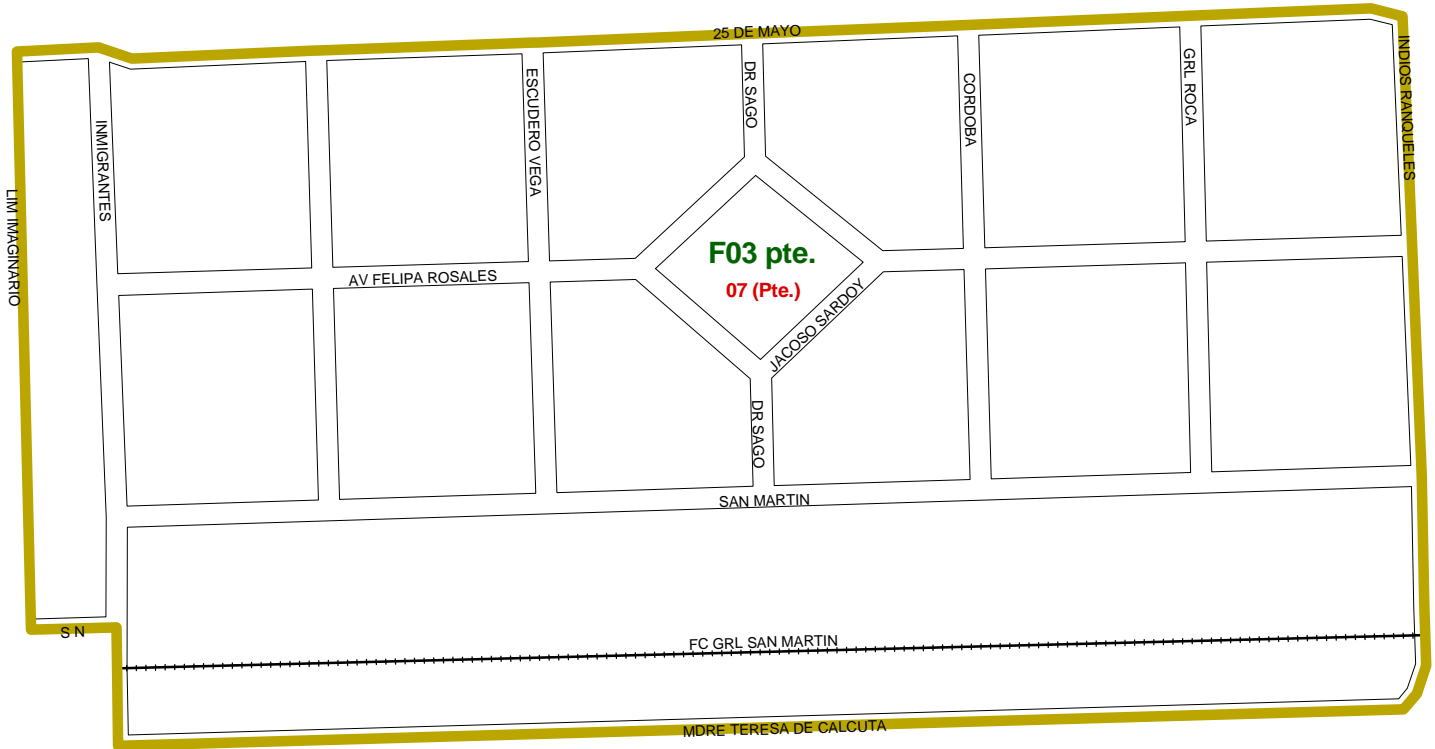 25 DE MAYO
INDIOS RANQUELES
GRL ROCA
CORDOBA
DR SAGO
ESCUDERO VEGA
INMIGRANTES
LIM IMAGINARIO
F03 pte.
07 (Pte.)
AV FELIPA ROSALES
JACOSO SARDOY
DR SAGO
SAN MARTIN
S N
FC GRL SAN MARTIN
MDRE TERESA DE CALCUTA